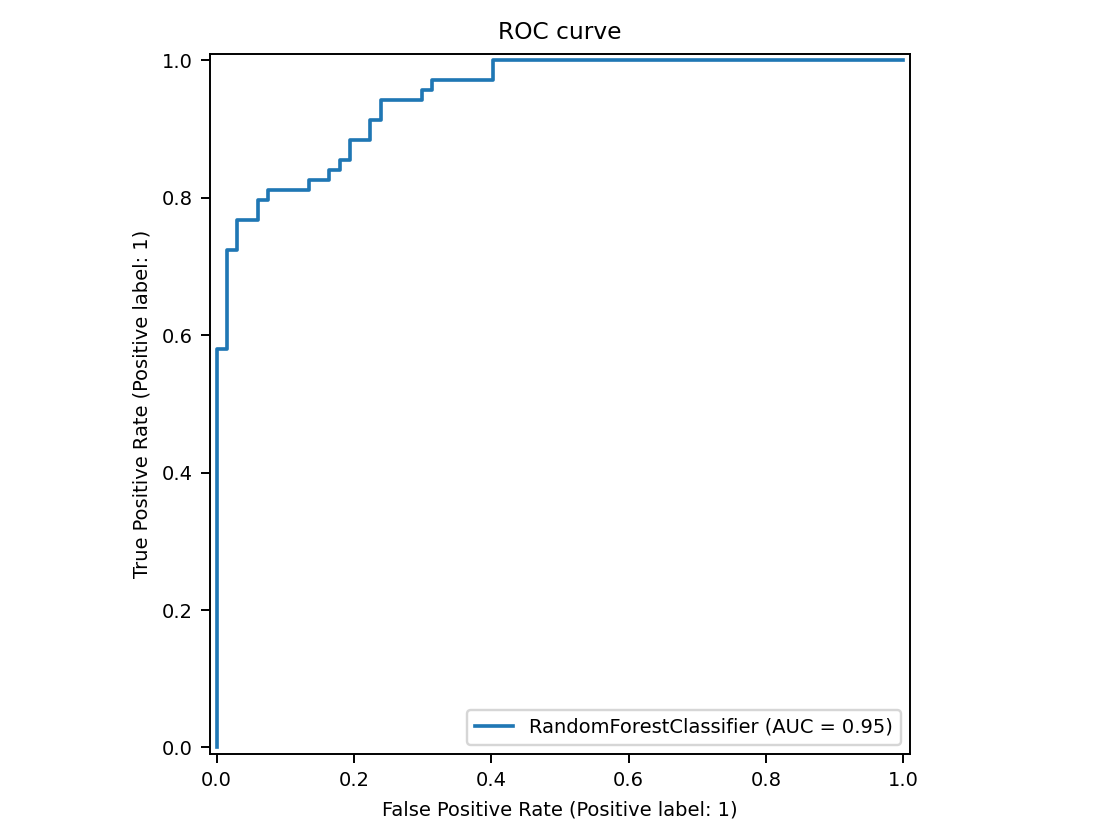 ROC curve
True Positive Rate (Positive label: 1)
1.0
0.8
0.6
0.4
0.2
0.0
RandomForestClassifier (AUC = 0.95)
0.0 0.2 0.4 0.6 0.8 1.0
False Positive Rate (Positive label: 1)